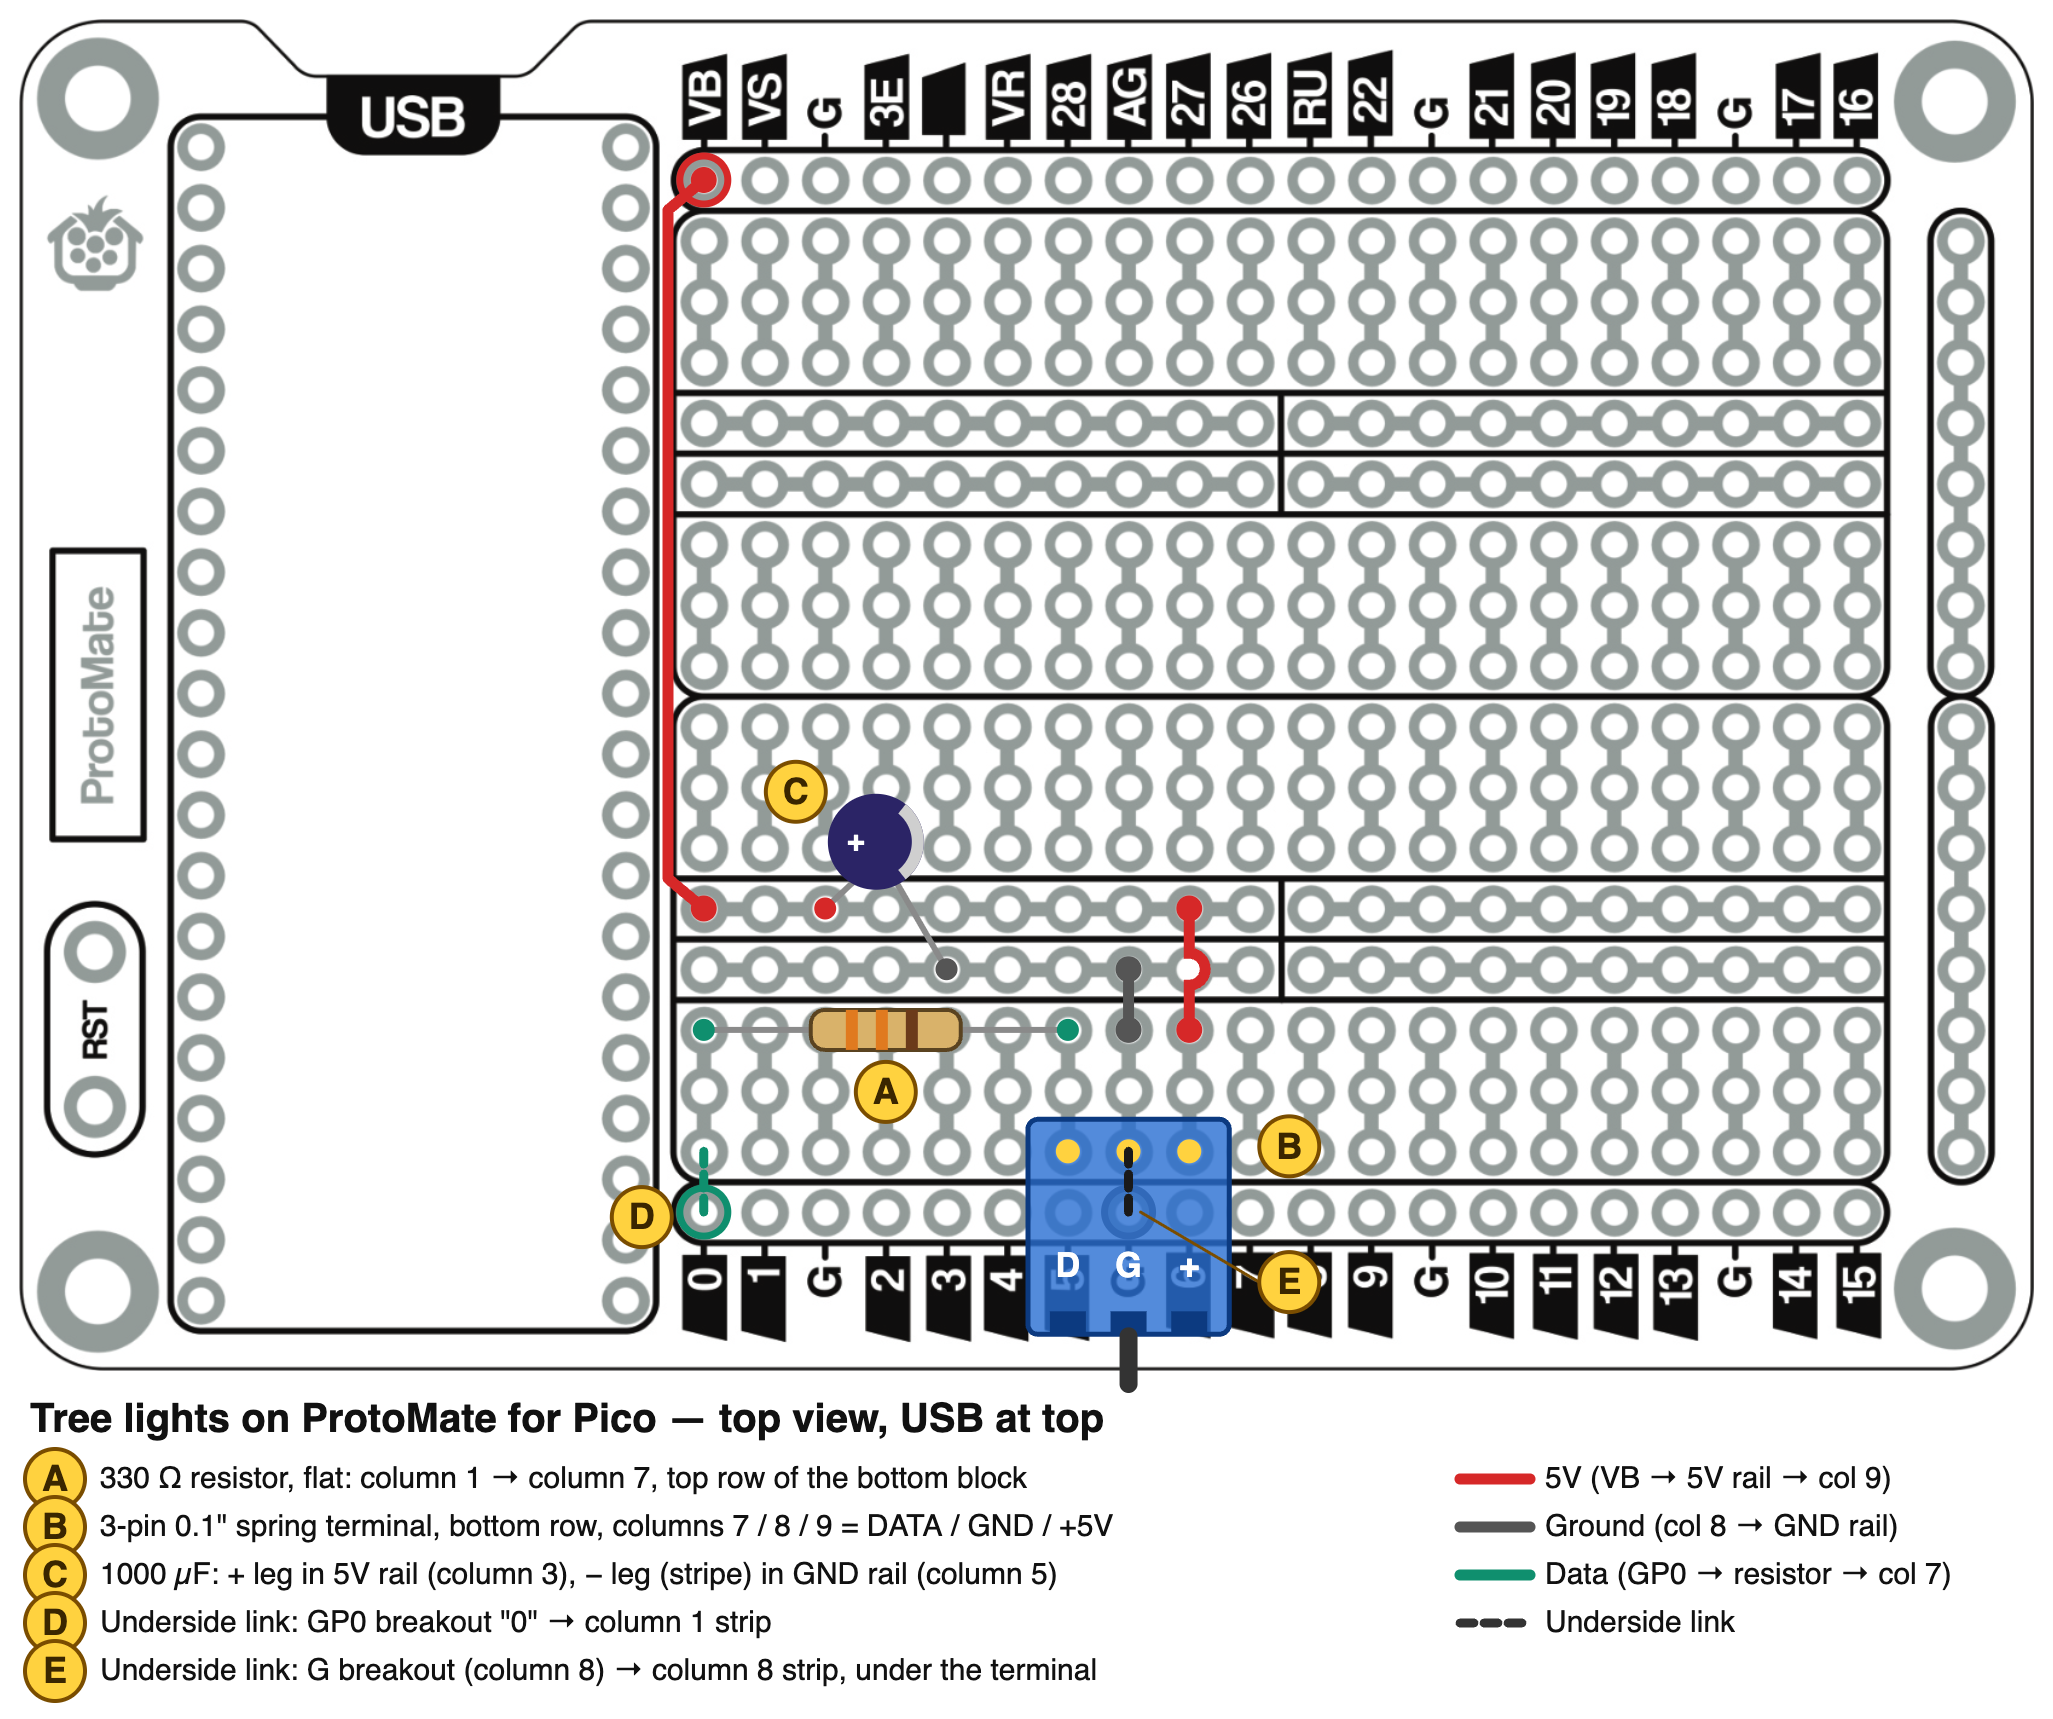 USB
VB VS G 3E VR 28 AG 27 26 RU 22 G 21 20 19 18 G 17 16
ProtoMate
RST
C
+
A
B
D
E
D G +
0 1 G 2 3 4 9 G 10 11 12 13 G 14 15
Tree lights on ProtoMate for Pico — top view, USB at top
A 330 Ω resistor, flat: column 1 → column 7, top row of the bottom block
B 3-pin 0.1" spring terminal, bottom row, columns 7 / 8 / 9 = DATA / GND / +5V
C 1000 µF: + leg in 5V rail (column 3), – leg (stripe) in GND rail (column 5)
D Underside link: GP0 breakout "0" → column 1 strip
E Underside link: G breakout (column 8) → column 8 strip, under the terminal
5V (VB → 5V rail → col 9)
Ground (col 8 → GND rail)
Data (GP0 → resistor → col 7)
Underside link